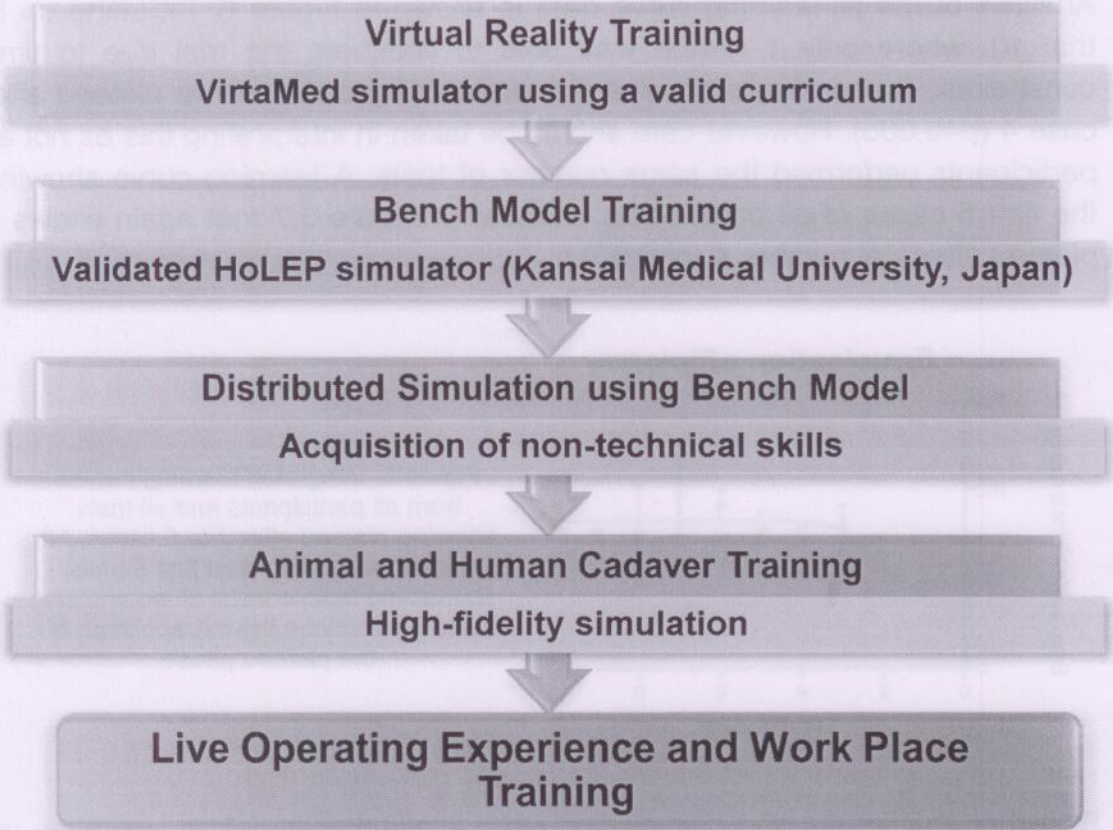 Virtual Reality Training
VirtaMed simulator using a valid curriculum
Bench Model Training
Validated HoLEP simulator (Kansai Medical University, Japan)
Distributed Simulation using Bench Model
Acquisition of non-technical skills
Animal and Human Cadaver Training
High-fidelity simulation
Live Operating Experience and Work Place
Training